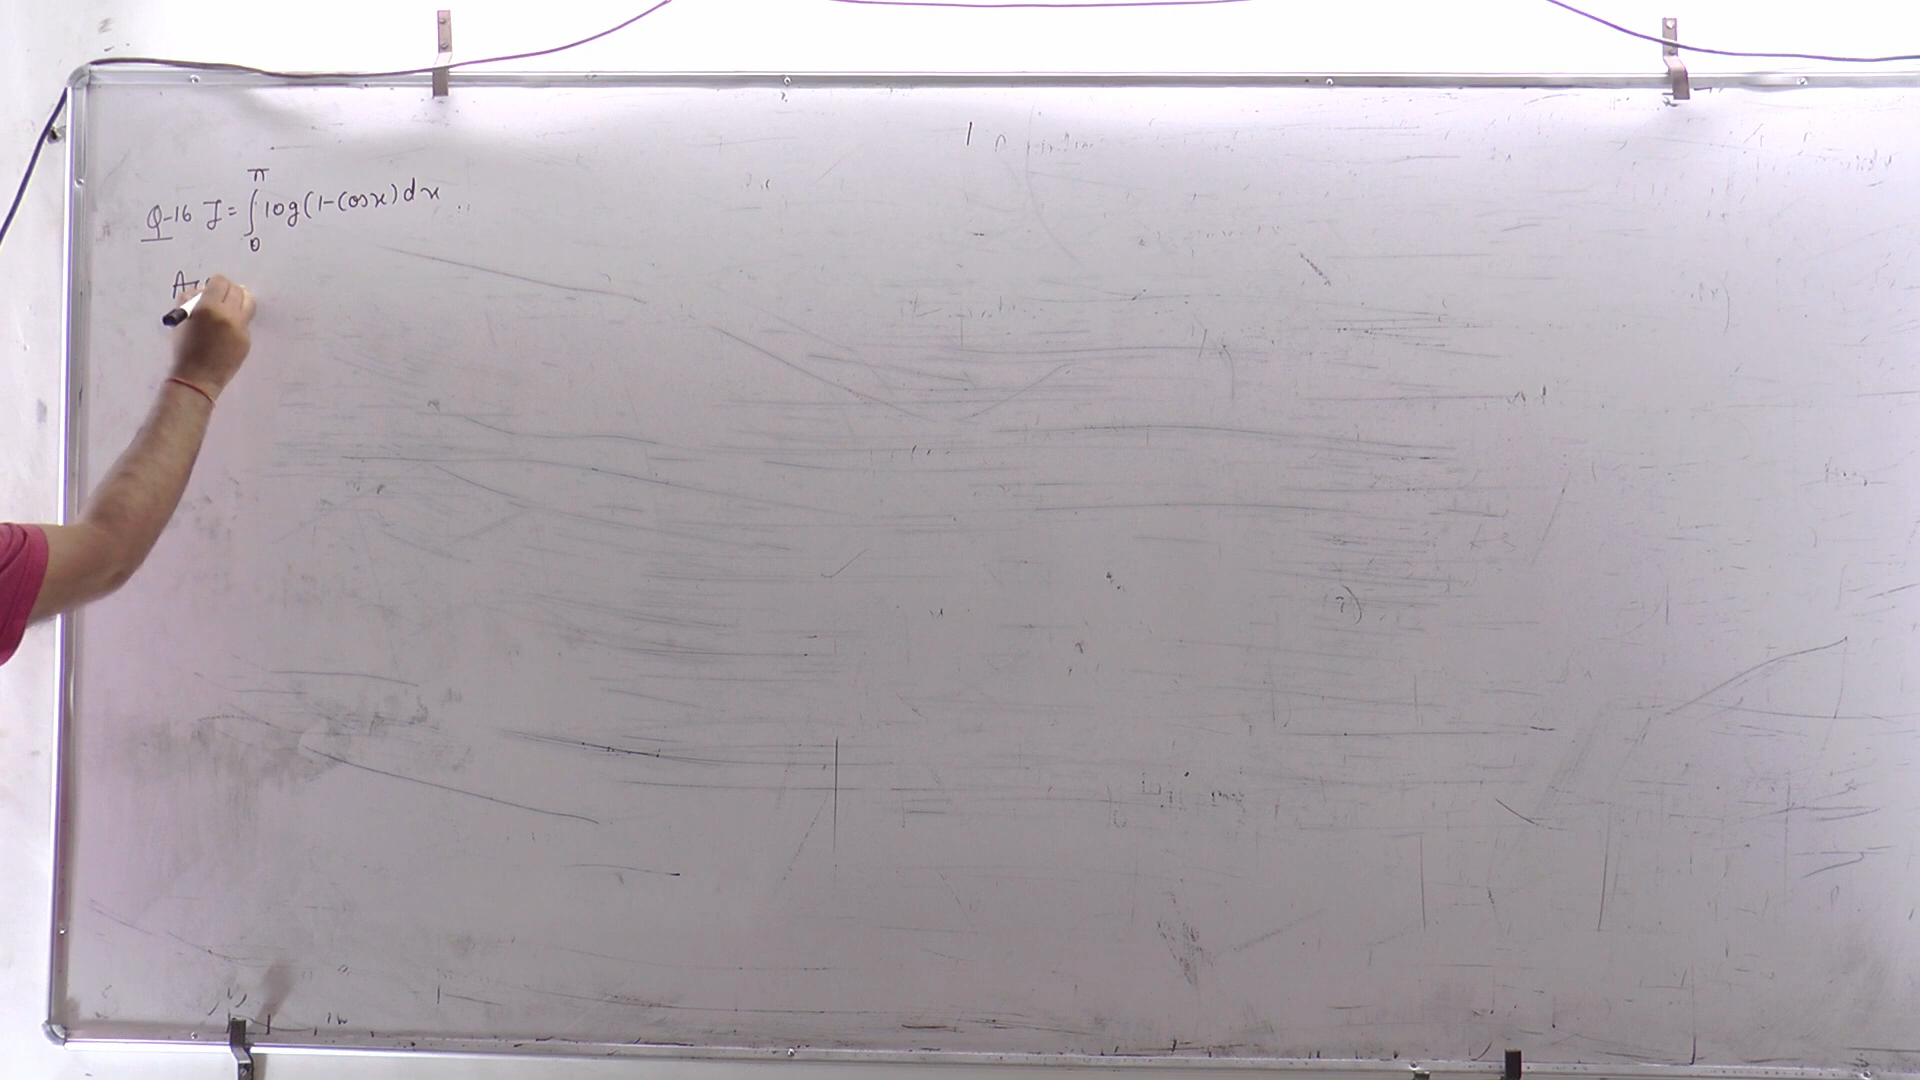 Q-16 I = ∫₀^π log(1-cosx) dx